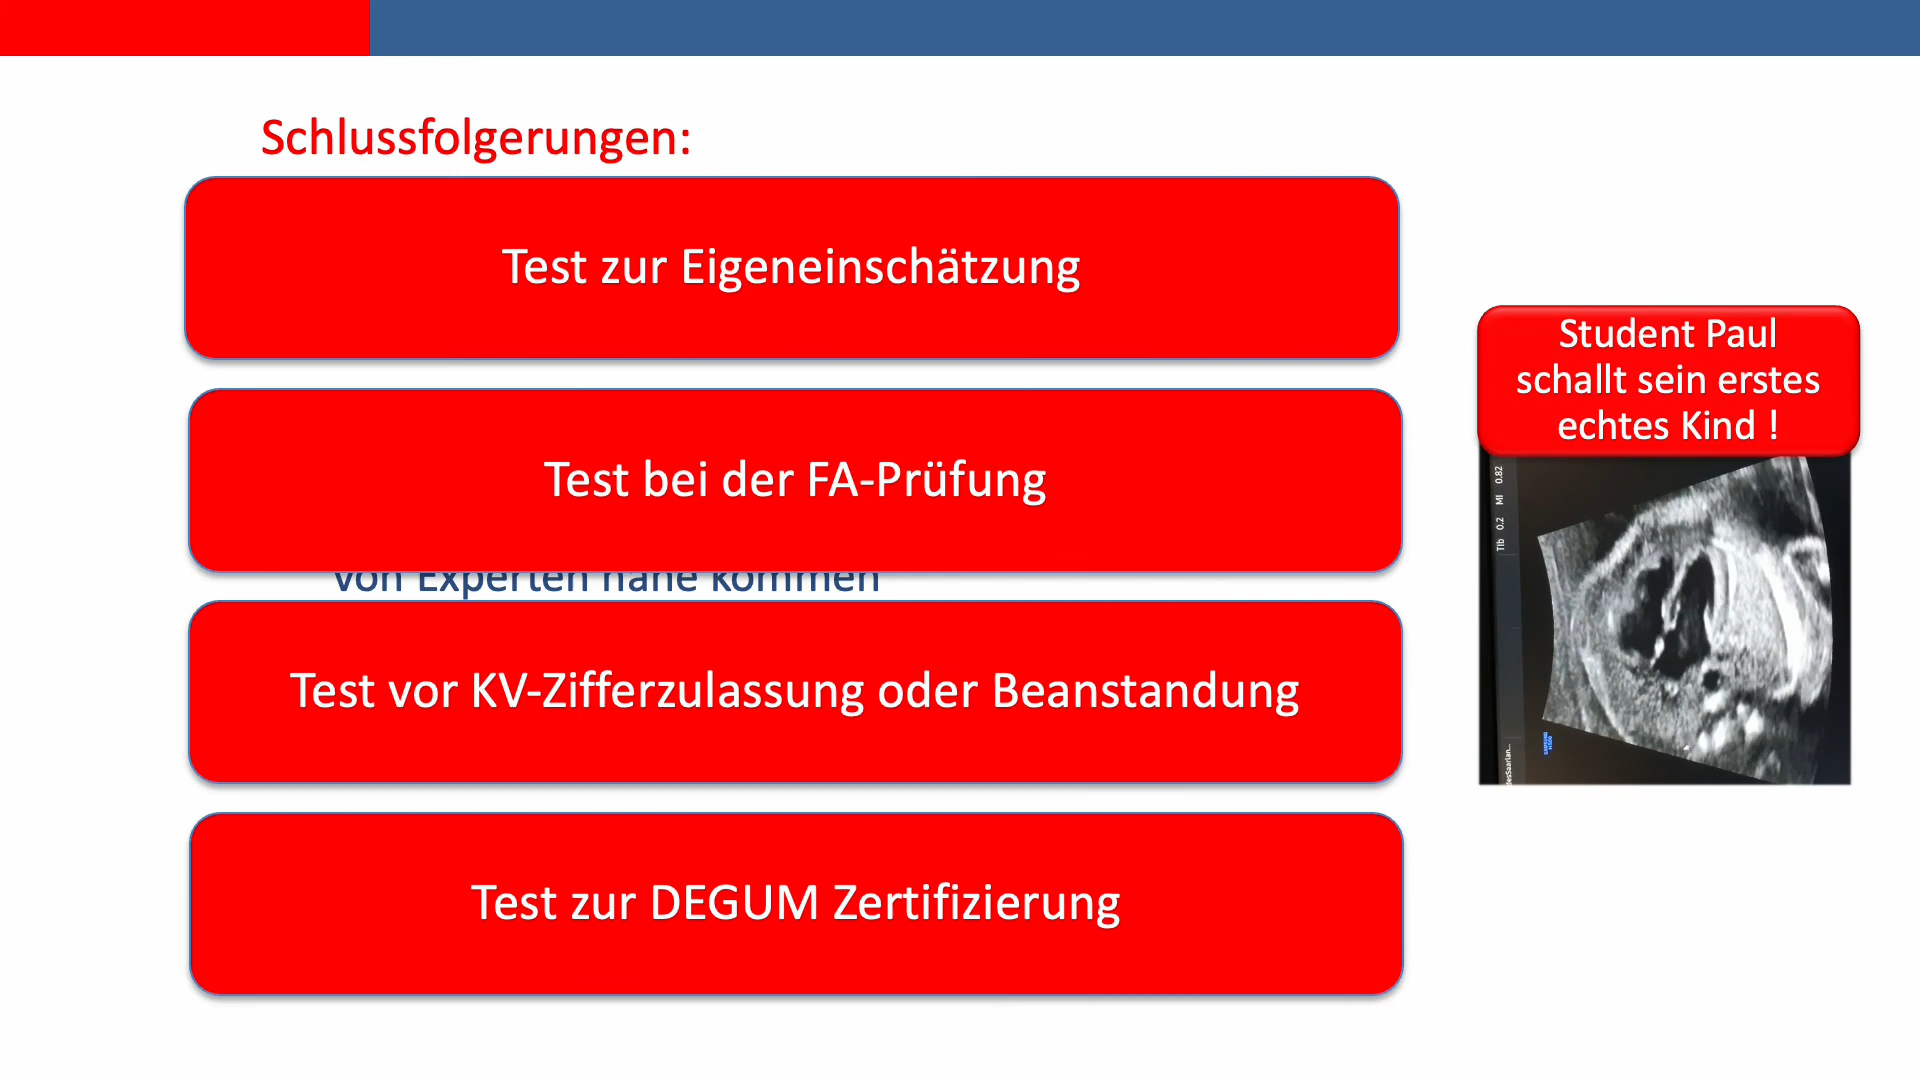 Schlussfolgerungen:
Test zur Eigeneinschätzung
Test bei der FA-Prüfung
von Experten nahe kommen
Test vor KV-Zifferzulassung oder Beanstandung
Test zur DEGUM Zertifizierung
Student Paul
schallt sein erstes
echtes Kind !
TIb 0.2 MI 0.82